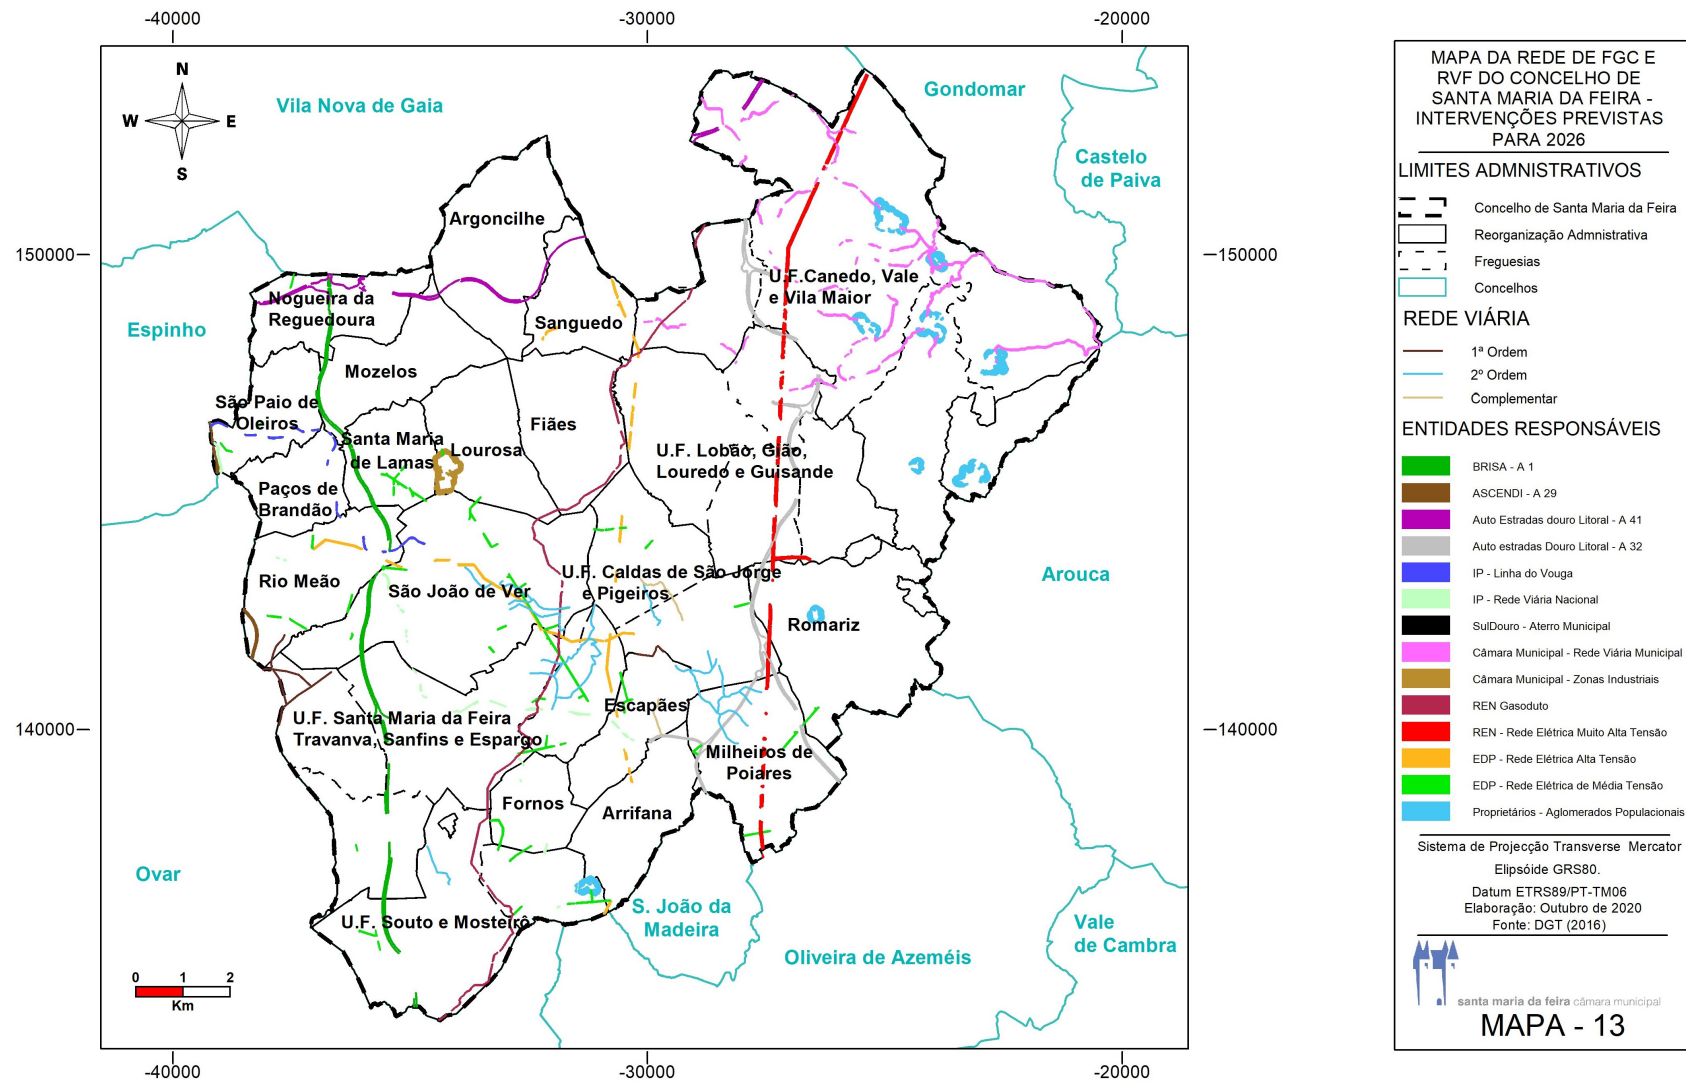 -40000
-30000
-20000
N
W
E
S
Vila Nova de Gaia
Gondomar
Castelo
de Paiva
Argoncilhe
150000
150000
U.F.Canedo, Vale
e Vila Maior
Nogueira da
Reguedoura
Espinho
Sanguedo
Mozelos
São Paio de
Oleiros
Santa Maria
de Lamas
Lourosa
Fiães
U.F. Lobão, Gião,
Louredo e Guisande
Paços de
Brandão
Rio Meão
São João de Ver
U.F. Caldas de São Jorge
e Pigeiros
Arouca
Romariz
Escapães
140000
140000
U.F. Santa Maria da Feira
Travanva, Sanfins e Espargo
Milheiros de
Poiares
Fornos
Arrifana
Ovar
U.F. Souto e Mosteirô
S. João da
Madeira
Oliveira de Azeméis
Vale
de Cambra
0 1 2
Km
-40000
-30000
-20000
MAPA DA REDE DE FGC E
RVF DO CONCELHO DE
SANTA MARIA DA FEIRA -
INTERVENÇÕES PREVISTAS
PARA 2026
LIMITES ADMNISTRATIVOS
Concelho de Santa Maria da Feira
Reorganização Admnistrativa
Freguesias
Concelhos
REDE VIÁRIA
1ª Ordem
2º Ordem
Complementar
ENTIDADES RESPONSÁVEIS
BRISA - A 1
ASCENDI - A 29
Auto Estradas douro Litoral - A 41
Auto estradas Douro Litoral - A 32
IP - Linha do Vouga
IP - Rede Viária Nacional
SulDouro - Aterro Municipal
Câmara Municipal - Rede Viária Municipal
Câmara Municipal - Zonas Industriais
REN Gasoduto
REN - Rede Elétrica Muito Alta Tensão
EDP - Rede Elétrica Alta Tensão
EDP - Rede Elétrica de Média Tensão
Proprietários - Aglomerados Populacionais
Sistema de Projecção Transverse Mercator
Elipsóide GRS80.
Datum ETRS89/PT-TM06
Elaboração: Outubro de 2020
Fonte: DGT (2016)
santa maria da feira câmara municipal
MAPA - 13